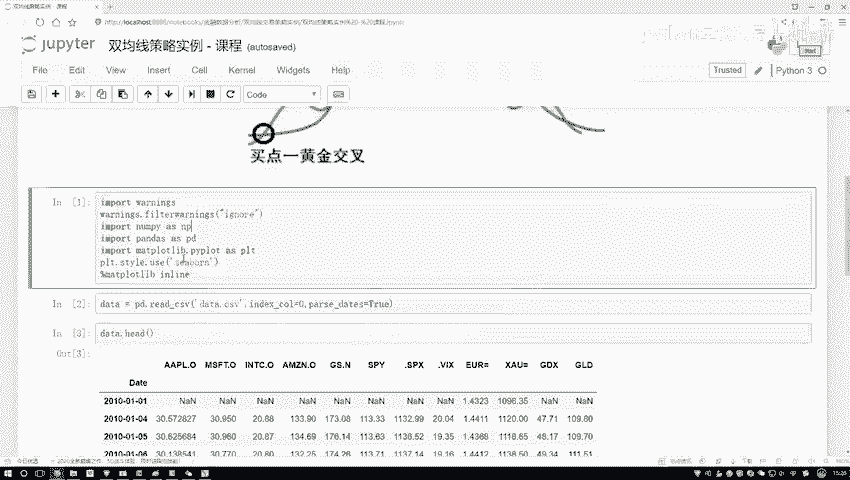 双均线策略实例 - 课程
jupyter 双均线策略实例 - 课程 (autosaved)
File Edit View Insert Cell Kernel Widgets Help
Trusted Python 3
Code
买点一黄金交叉
In [1]: import warnings
warnings.filterwarnings("ignore")
import numpy as np
import pandas as pd
import matplotlib.pyplot as plt
plt.style.use('seaborn')
%matplotlib inline
In [2]: data = pd.read_csv('data.csv',index_col=0,parse_dates=True)
In [3]: data.head()
Out[3]:
AAPL.O MSFT.O INTC.O AMZN.O GS.N SPY .SPX .VIX EUR= XAU= GDX GLD
Date
2010-01-01 NaN NaN NaN NaN NaN NaN NaN NaN 1.4323 1096.35 NaN NaN
2010-01-04 30.572827 30.950 20.88 133.90 173.08 113.33 1132.99 20.04 1.4411 1120.00 47.71 109.80
2010-01-05 30.625684 30.960 20.87 134.69 176.14 113.63 1136.52 19.35 1.4368 1118.65 48.17 109.70
2010-01-06 30.138541 30.770 20.80 132.25 174.26 113.71 1137.14 19.16 1.4412 1138.50 49.34 111.51
15:26